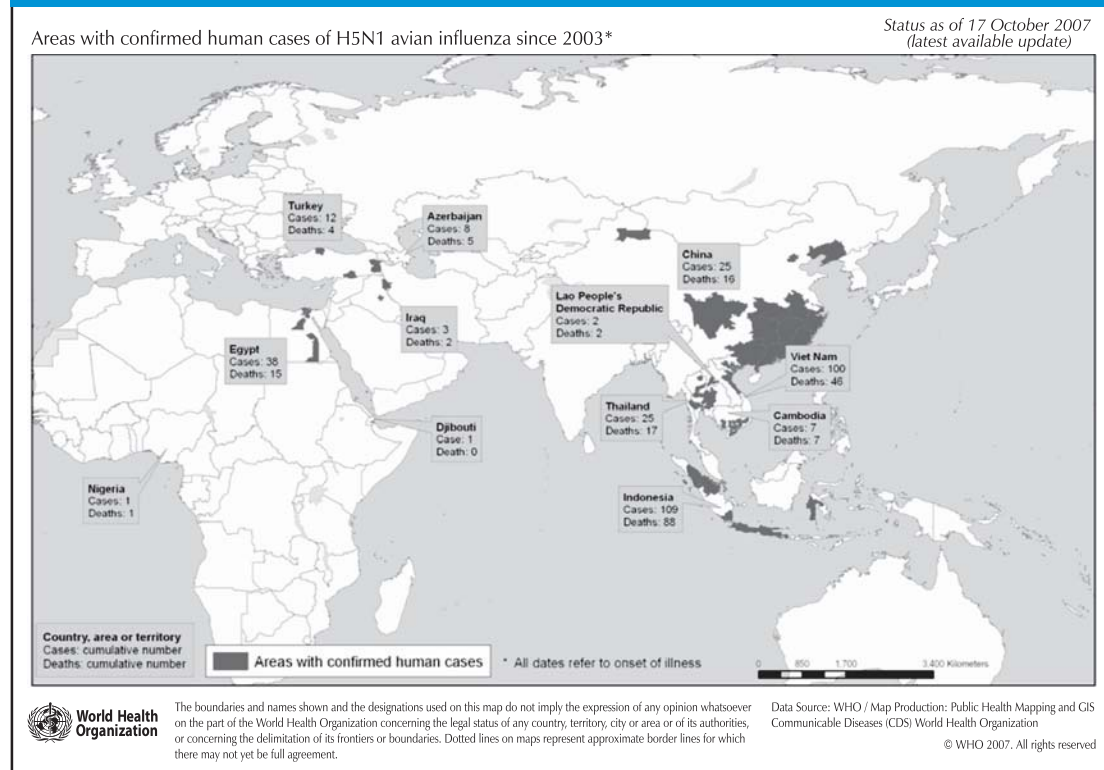 Areas with confirmed human cases of H5N1 avian influenza since 2003*
Status as of 17 October 2007
(latest available update)
Turkey
Cases: 12
Deaths: 4
Azerbaijan
Cases: 8
Deaths: 5
China
Cases: 25
Deaths: 16
Lao People's
Democratic Republic
Cases: 2
Deaths: 2
Iraq
Cases: 3
Deaths: 2
Egypt
Cases: 38
Deaths: 15
Viet Nam
Cases: 100
Deaths: 46
Thailand
Cases: 25
Deaths: 17
Cambodia
Cases: 7
Deaths: 7
Djibouti
Case: 1
Death: 0
Nigeria
Cases: 1
Deaths: 1
Indonesia
Cases: 109
Deaths: 88
Country, area or territory
Cases: cumulative number
Deaths: cumulative number
Areas with confirmed human cases
* All dates refer to onset of illness
0 850 1,700 3,400 Kilometers
World Health
Organization
The boundaries and names shown and the designations used on this map do not imply the expression of any opinion whatsoever
on the part of the World Health Organization concerning the legal status of any country, territory, city or area or of its authorities,
or concerning the delimitation of its frontiers or boundaries. Dotted lines on maps represent approximate border lines for which
there may not yet be full agreement.
Data Source: WHO / Map Production: Public Health Mapping and GIS
Communicable Diseases (CDS) World Health Organization
© WHO 2007. All rights reserved